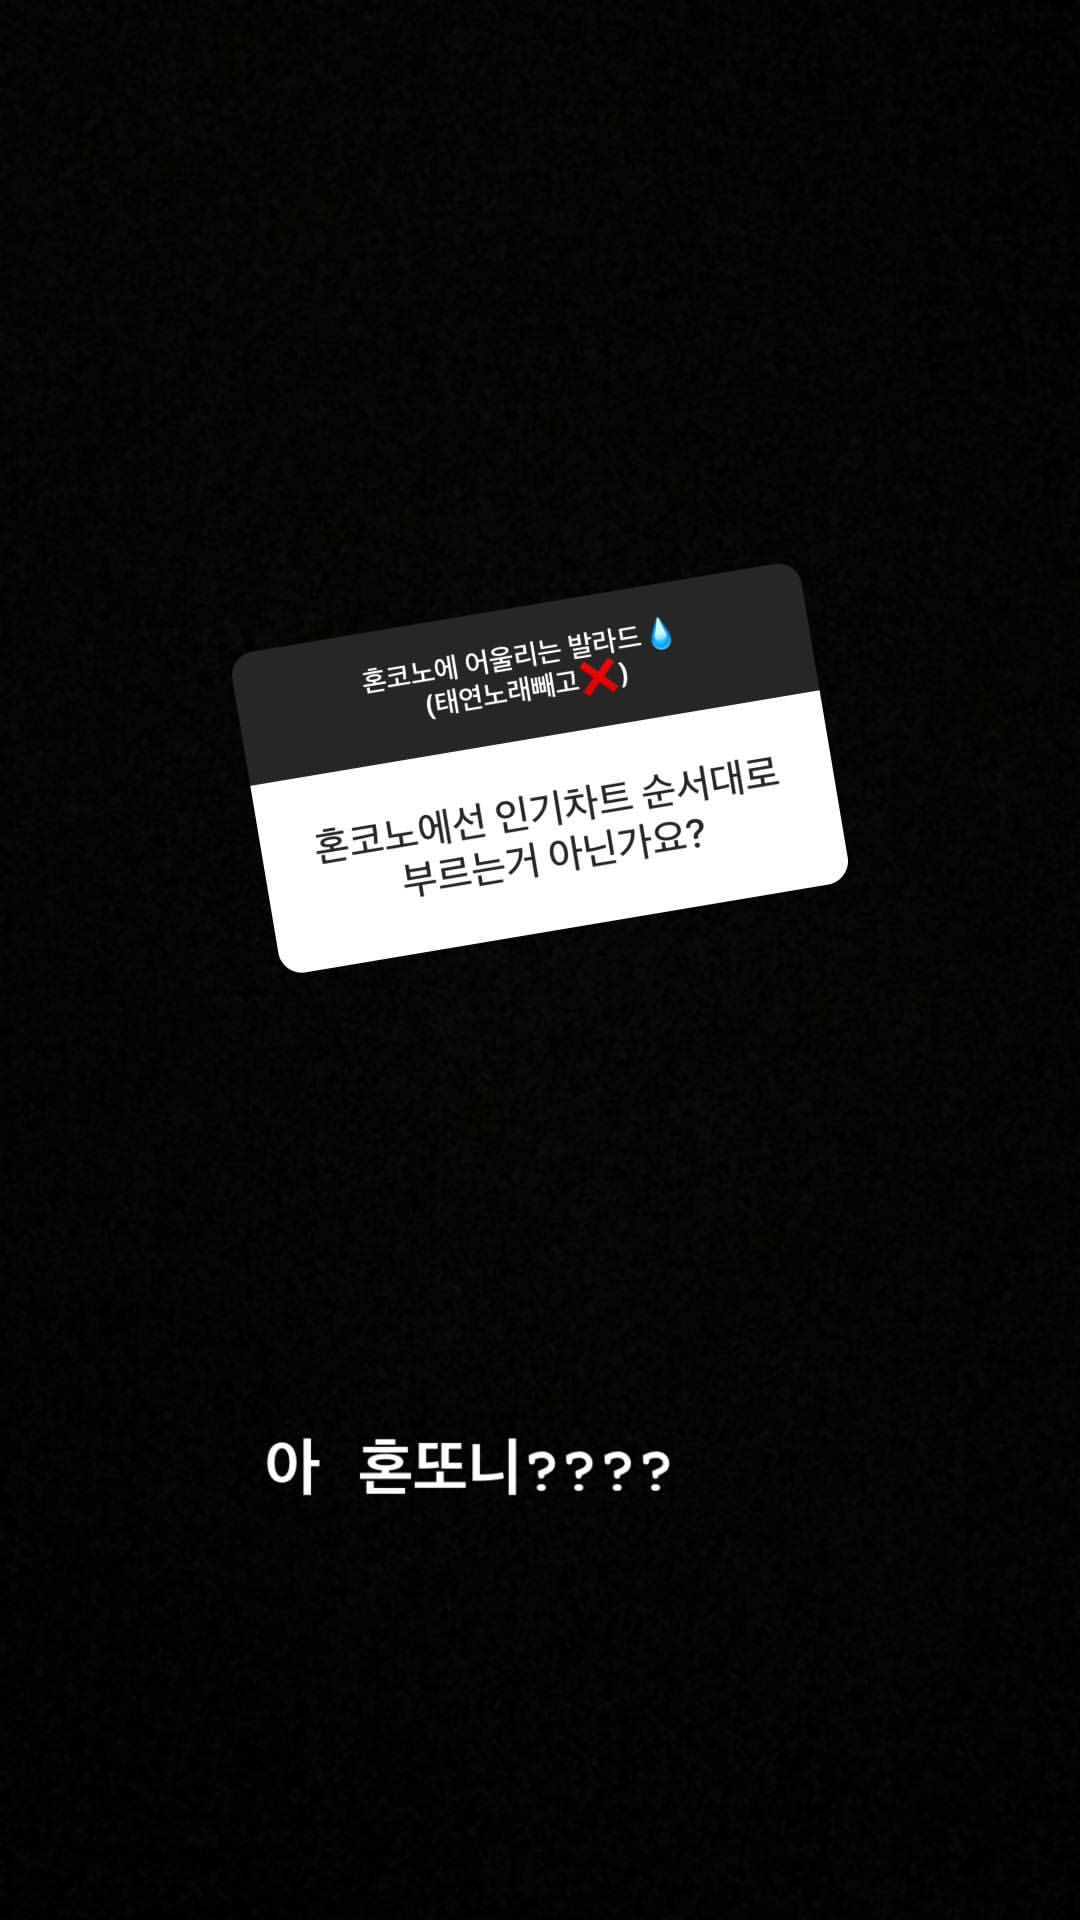 혼코노에 어울리는 발라드💧
(태연노래빼고❌)
혼코노에선 인기차트 순서대로
부르는거 아닌가요?
아 혼또니????